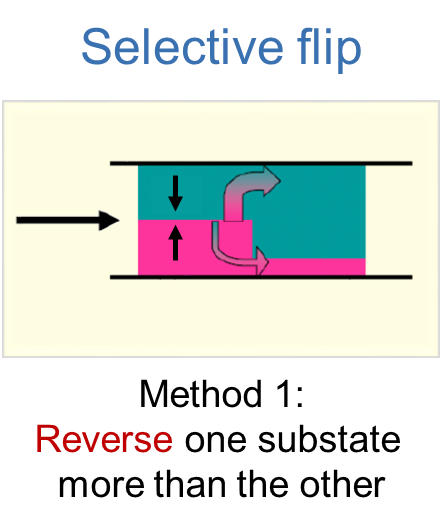 Selective flip
Method 1:
Reverse one substate
more than the other